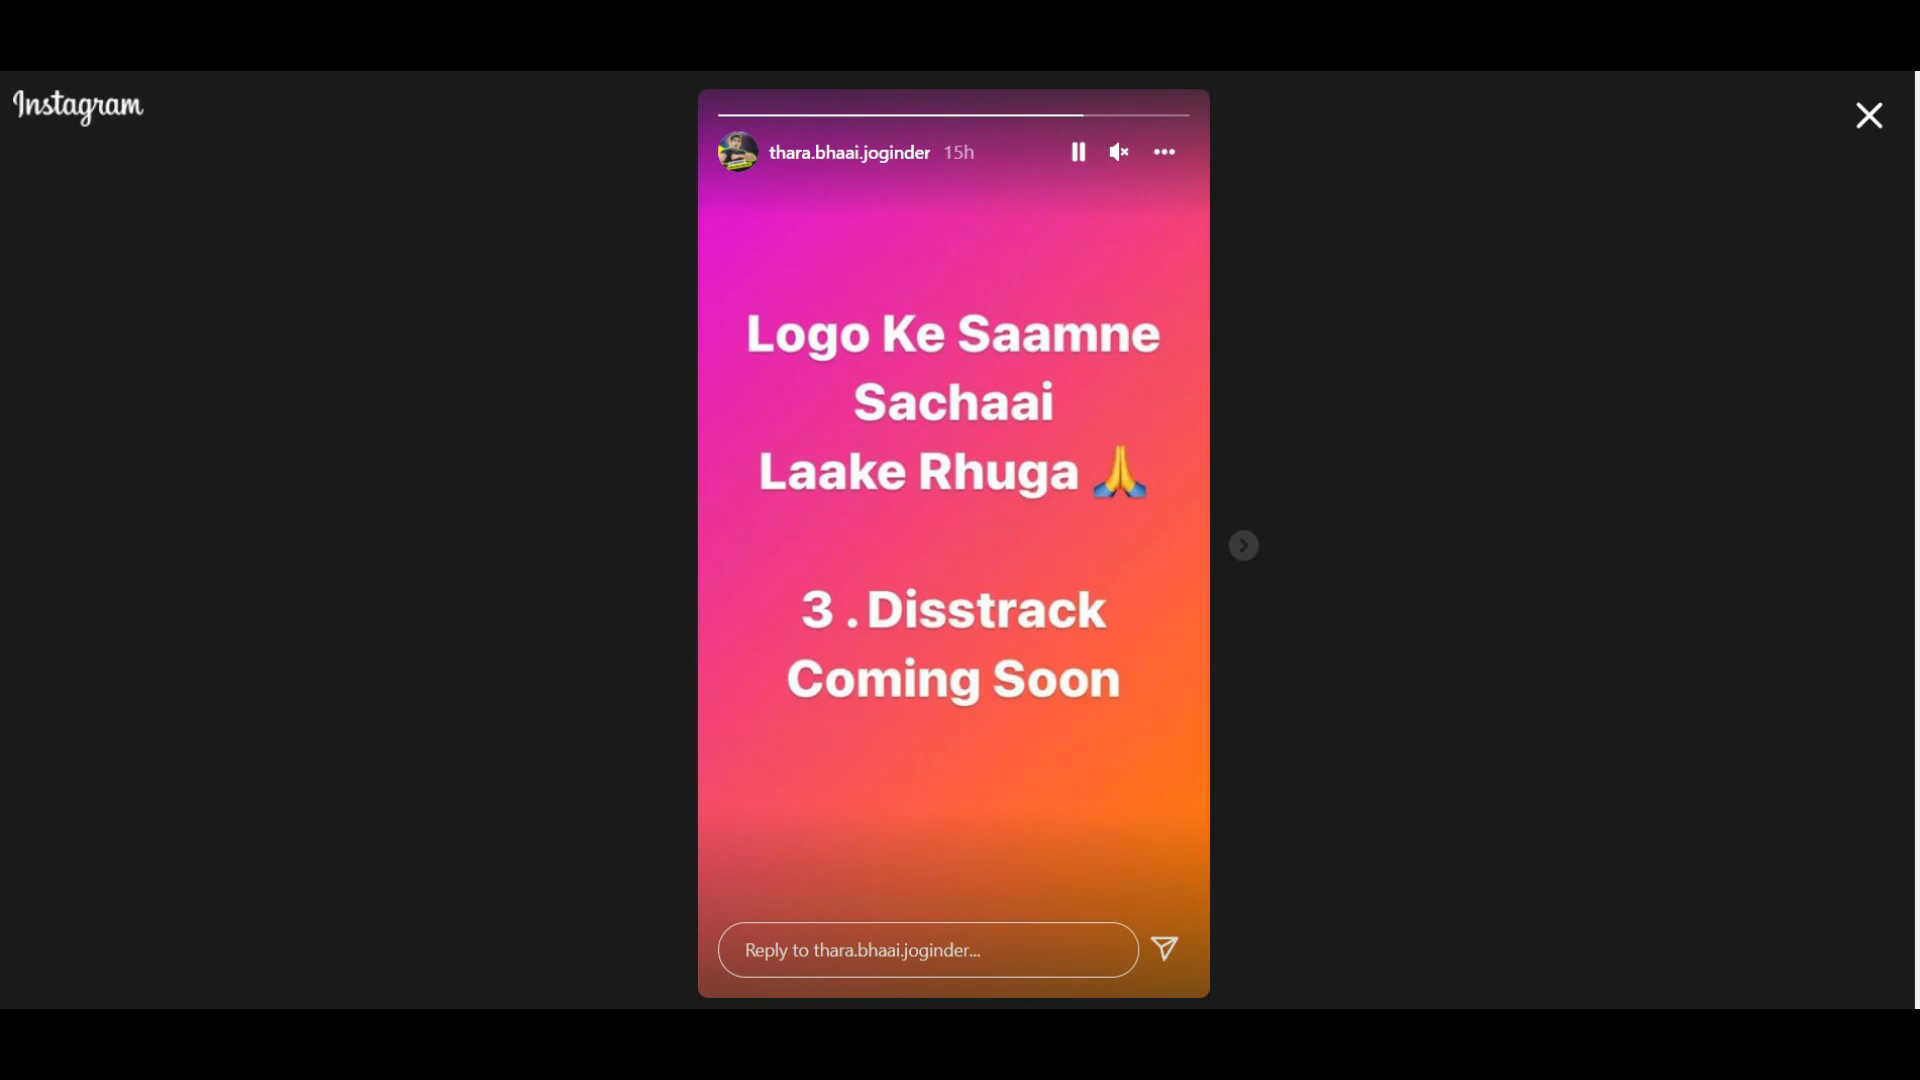 Instagram
thara.bhaai.joginder 15h
Logo Ke Saamne
Sachaai
Laake Rhuga 🙏
3 . Disstrack
Coming Soon
Reply to thara.bhaai.joginder...